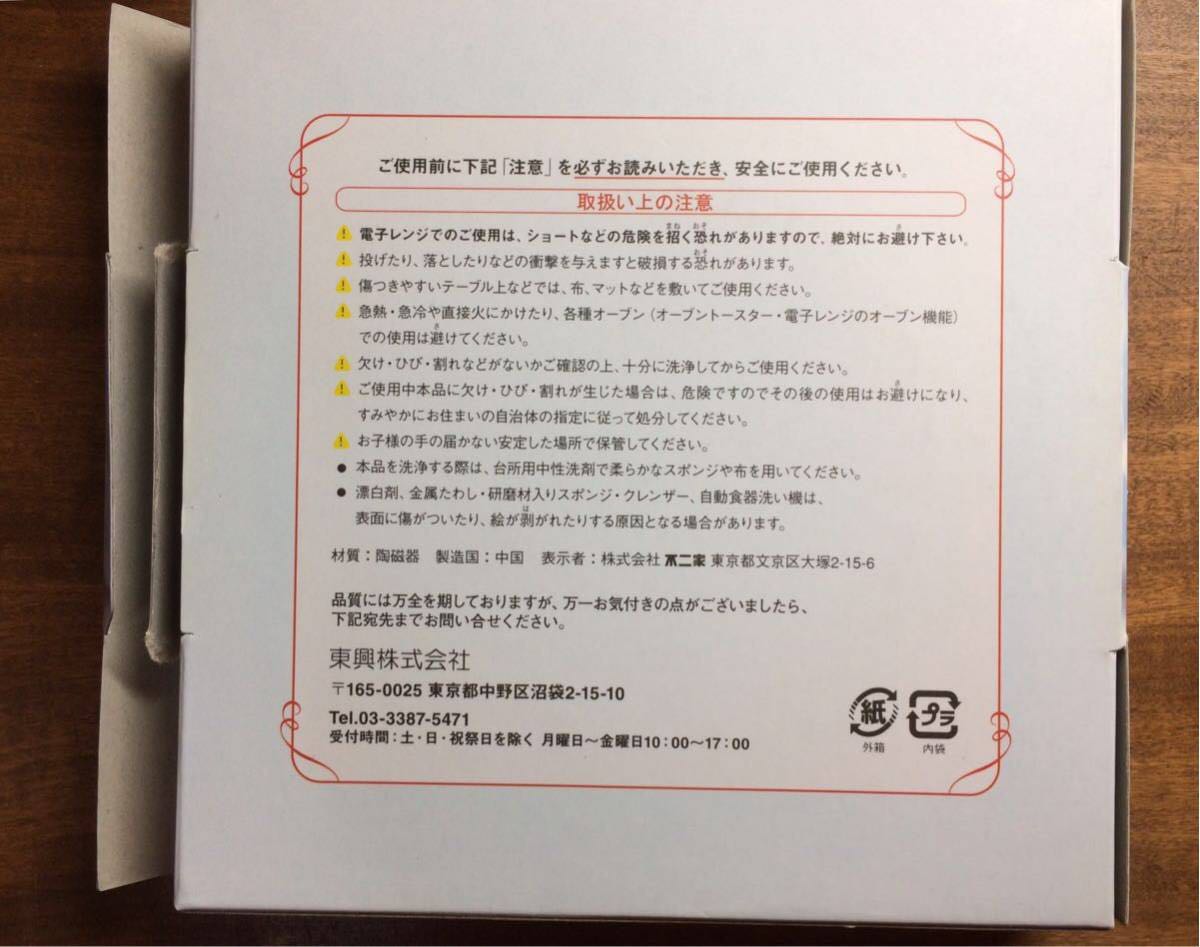 ご使用前に下記「注意」を必ずお読みいただき、安全にご使用ください。
取扱い上の注意
電子レンジでのご使用は、ショートなどの危険を招く恐れがありますので、絶対にお避け下さい。
投げたり、落としたりなどの衝撃を与えますと破損する恐れがあります。
傷つきやすいテーブル上などでは、布、マットなどを敷いてご使用ください。
急熱・急冷や直接火にかけたり、各種オーブン（オーブントースター・電子レンジのオーブン機能）
での使用は避けてください。
欠け・ひび・割れなどがないかご確認の上、十分に洗浄してからご使用ください。
ご使用中本品に欠け・ひび・割れが生じた場合は、危険ですのでその後の使用はお避けになり、
すみやかにお住まいの自治体の指定に従って処分してください。
お子様の手の届かない安定した場所で保管してください。
● 本品を洗浄する際は、台所用中性洗剤で柔らかなスポンジや布を用いてください。
● 漂白剤、金属たわし・研磨材入りスポンジ・クレンザー、自動食器洗い機は、
表面に傷がついたり、絵が剥がれたりする原因となる場合があります。
材質：陶磁器　製造国：中国　表示者：株式会社 不二家 東京都文京区大塚2-15-6
品質には万全を期しておりますが、万一お気付きの点がございましたら、
下記宛先までお問い合せください。
東興株式会社
〒165-0025 東京都中野区沼袋2-15-10
Tel.03-3387-5471
受付時間：土・日・祝祭日を除く 月曜日〜金曜日10：00〜17：00
紙 プラ
外箱 内袋